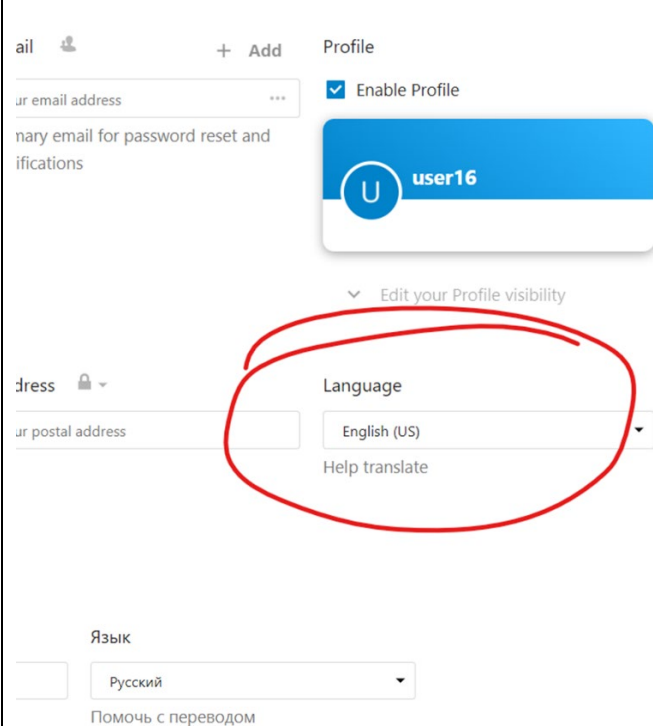 ail
+ Add
Profile
ur email address
...
Enable Profile
mary email for password reset and
ifications
U
user16
Edit your Profile visibility
dress
Language
ur postal address
English (US)
Help translate
Язык
Русский
Помочь с переводом